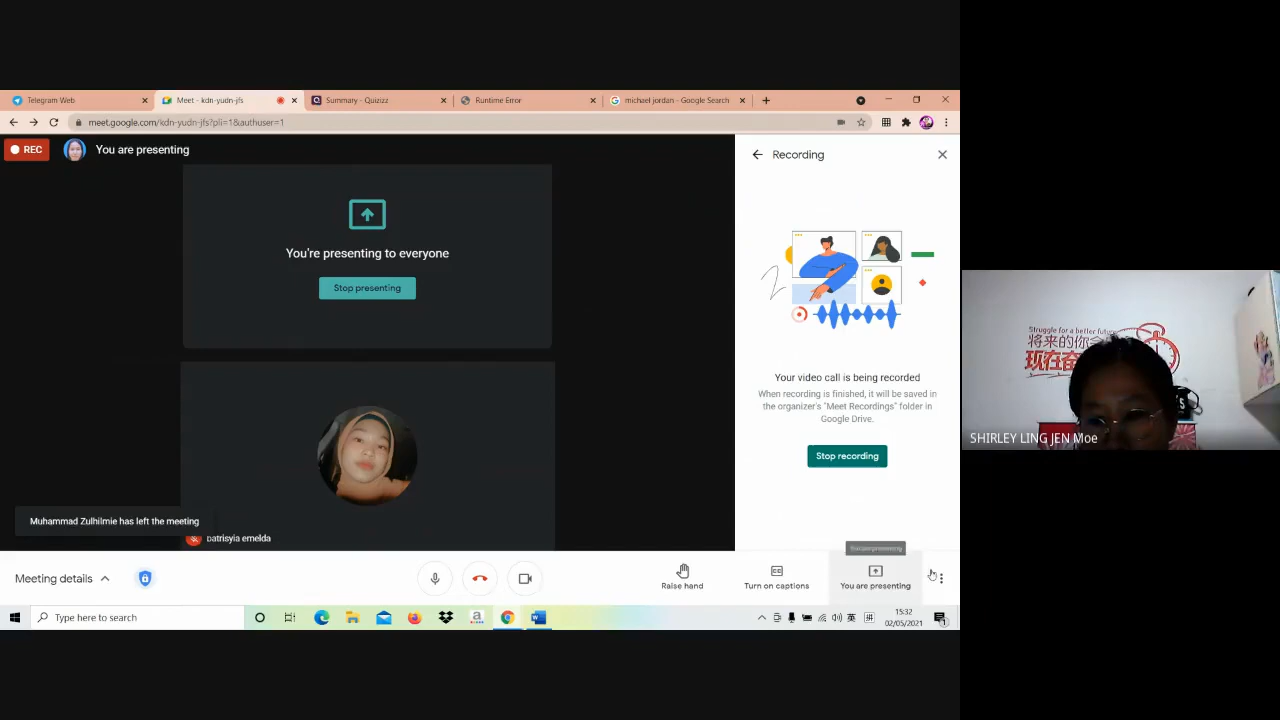 Telegram Web
Meet - kdn-yudn-jfs
Summary - Quizizz
Runtime Error
michael jordan - Google Search
meet.google.com/kdn-yudn-jfs?pli=1&authuser=1
REC
You are presenting
Recording
You're presenting to everyone
Stop presenting
Your video call is being recorded
When recording is finished, it will be saved in
the organizer's "Meet Recordings" folder in
Google Drive.
Stop recording
Muhammad Zulhilmie has left the meeting
batrisyia emelda
You are presenting
Meeting details
Raise hand
Turn on captions
You are presenting
Type here to search
英
拼
15:32
02/05/2021
Struggle for a better future
将来的你
现在奋
SHIRLEY LING JEN Moe